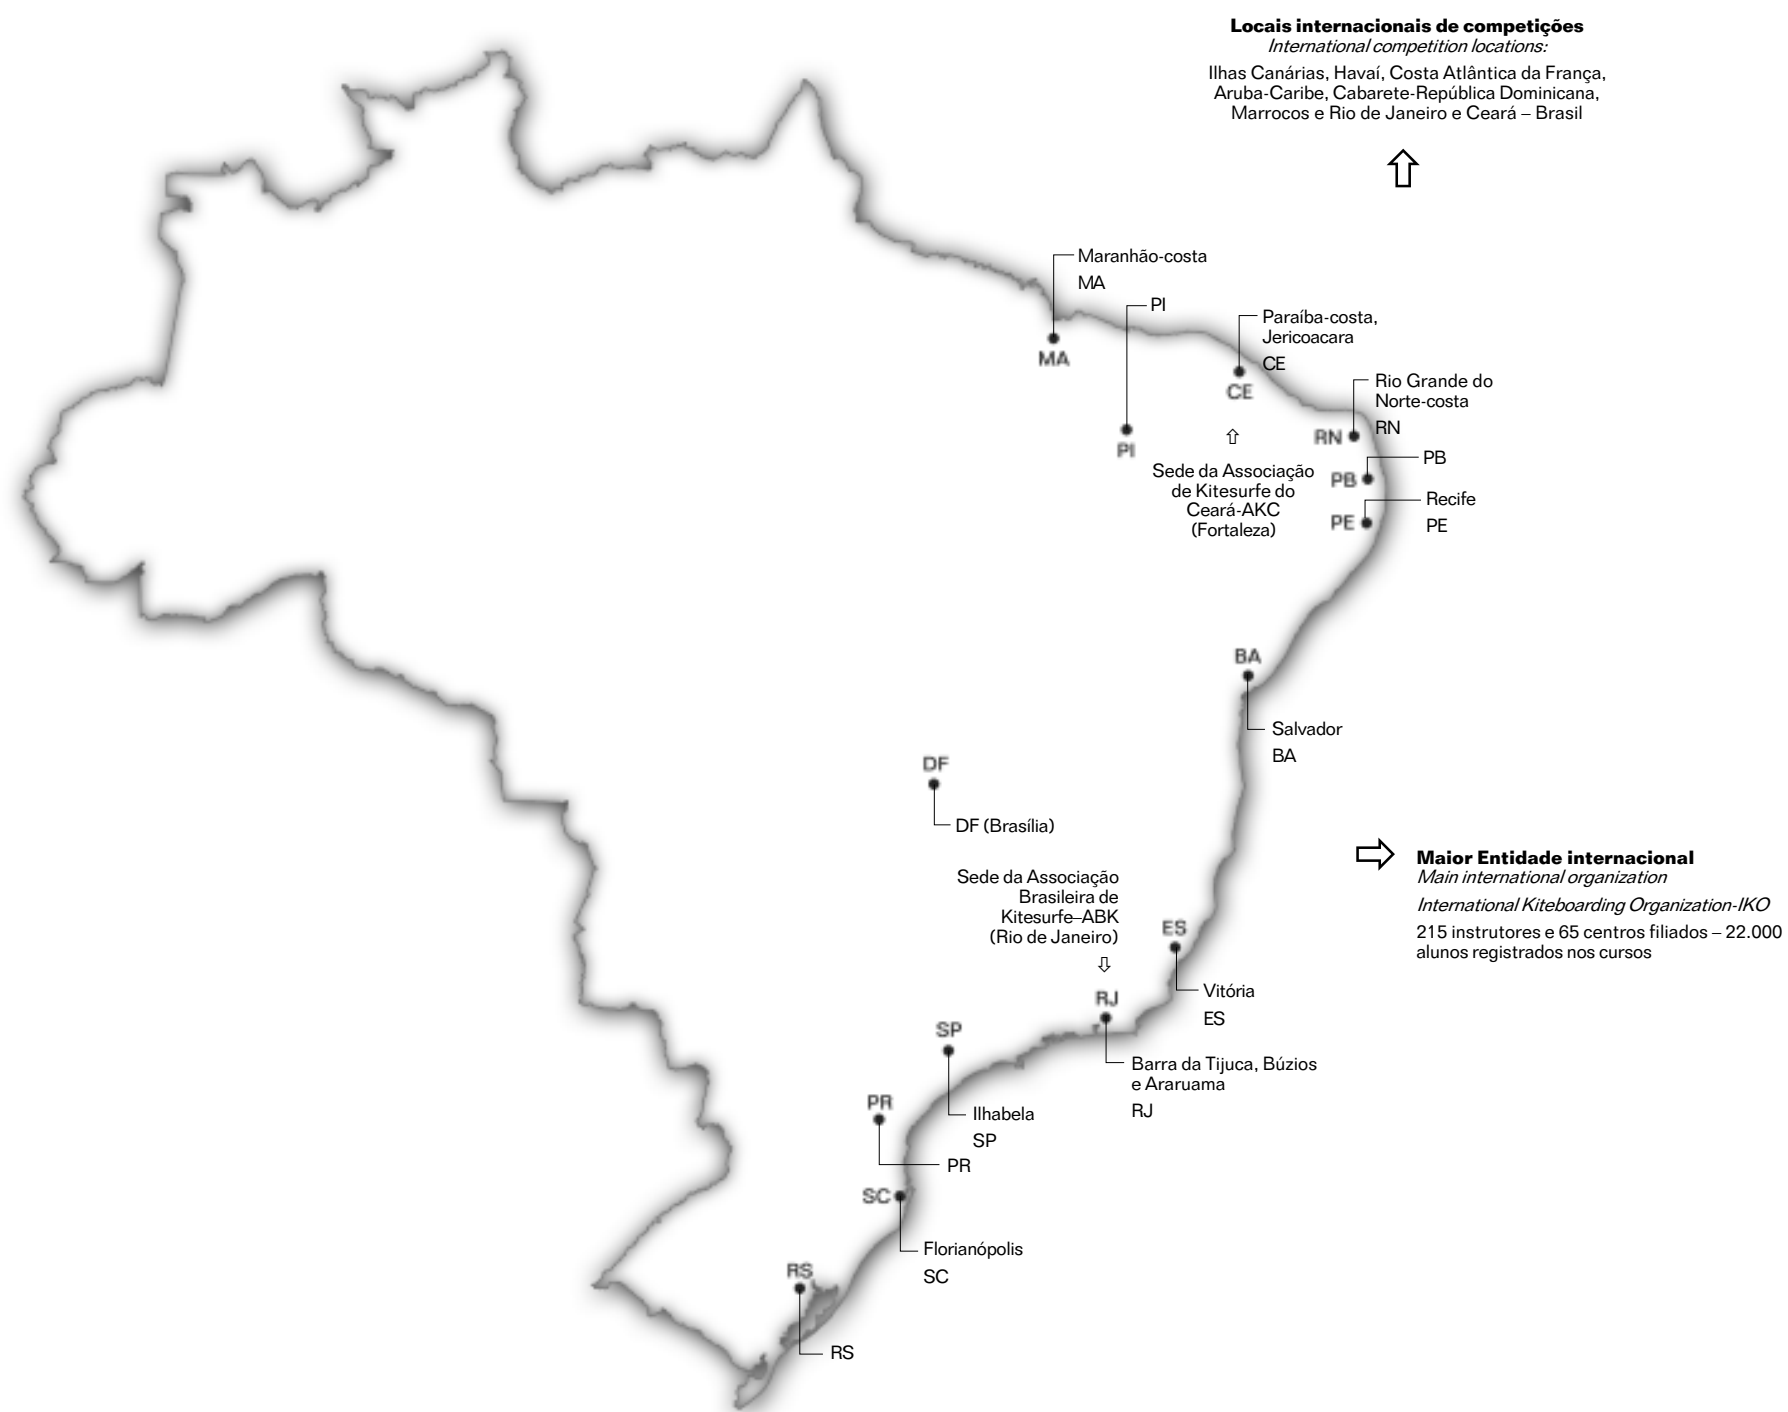 Locais internacionais de competições
International competition locations:
Ilhas Canárias, Havaí, Costa Atlântica da França,
Aruba-Caribe, Cabarete-República Dominicana,
Marrocos e Rio de Janeiro e Ceará – Brasil
Maranhão-costa
MA
MA
PI
PI
Paraíba-costa,
Jericoacara
CE
CE
Rio Grande do
Norte-costa
RN
RN
Sede da Associação
de Kitesurfe do
Ceará-AKC
(Fortaleza)
PB
PB
Recife
PE
PE
BA
Salvador
BA
DF
DF (Brasília)
Maior Entidade internacional
Main international organization
International Kiteboarding Organization-IKO
215 instrutores e 65 centros filiados – 22.000
alunos registrados nos cursos
Sede da Associação
Brasileira de
Kitesurfe–ABK
(Rio de Janeiro)
ES
Vitória
ES
RJ
Barra da Tijuca, Búzios
e Araruama
RJ
SP
Ilhabela
SP
PR
PR
SC
Florianópolis
SC
RS
RS